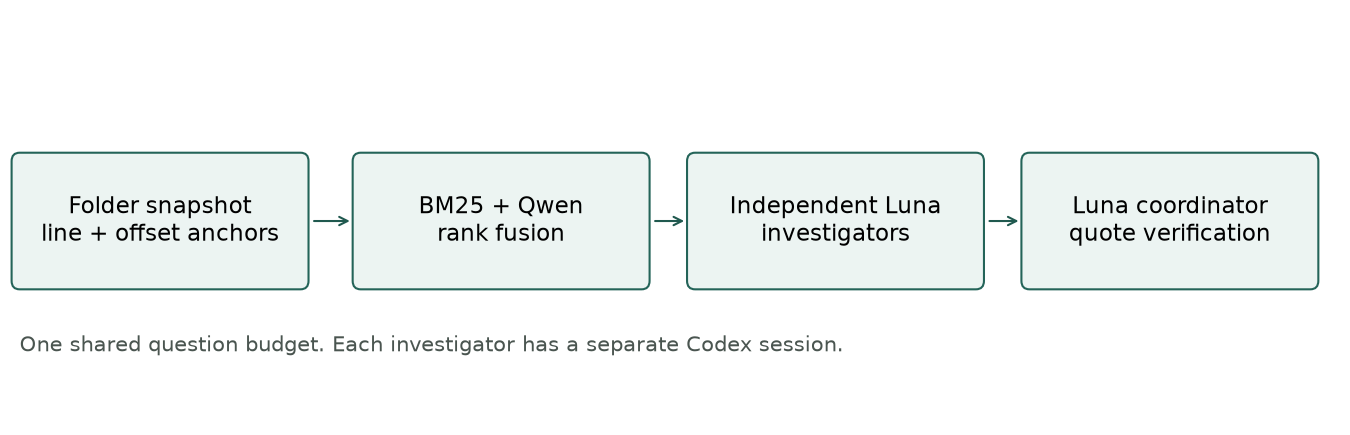 Folder snapshot
line + offset anchors
BM25 + Qwen
rank fusion
Independent Luna
investigators
Luna coordinator
quote verification
One shared question budget. Each investigator has a separate Codex session.